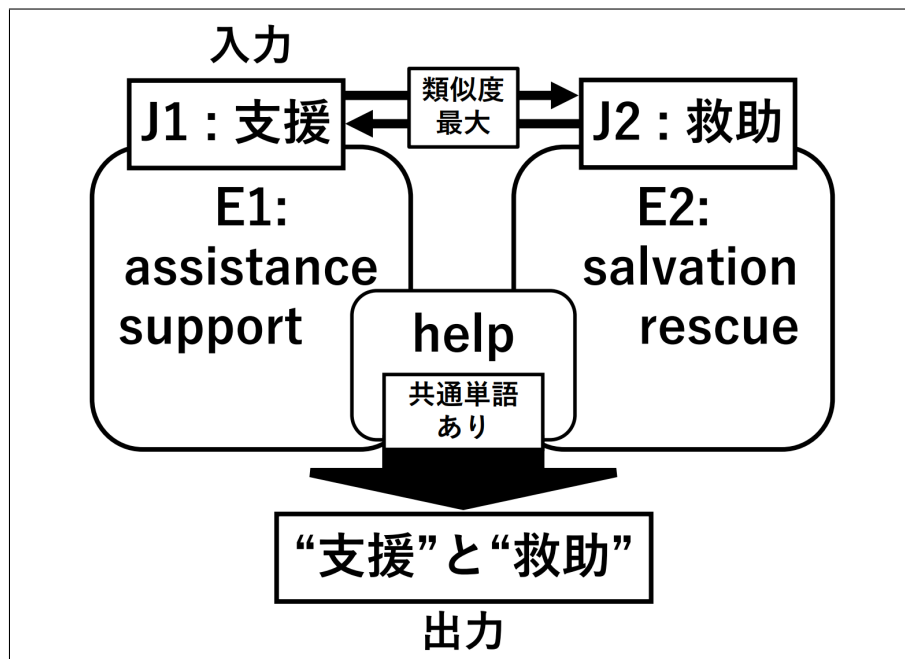 入力
J1：支援
類似度
最大
J2：救助
E1:
assistance
support
E2:
salvation
rescue
help
共通単語
あり
“支援”と“救助”
出力